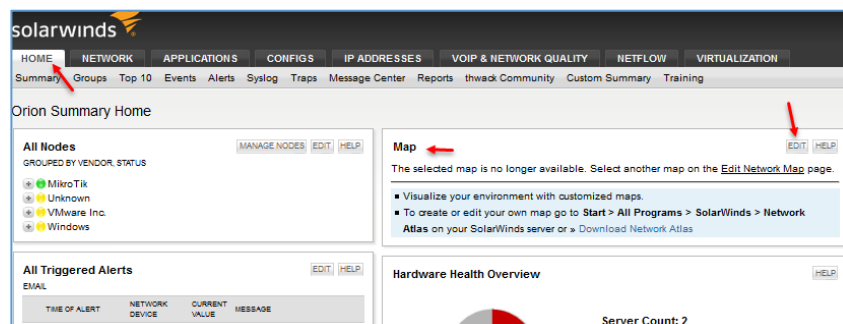 solarwinds
HOME NETWORK APPLICATIONS CONFIGS IP ADDRESSES VOIP & NETWORK QUALITY NETFLOW VIRTUALIZATION
Summary Groups Top 10 Events Alerts Syslog Traps Message Center Reports thwack Community Custom Summary Training
Orion Summary Home
All Nodes MANAGE NODES EDIT HELP
GROUPED BY VENDOR, STATUS
MikroTik
Unknown
VMware Inc.
Windows
Map EDIT HELP
The selected map is no longer available. Select another map on the Edit Network Map page.
Visualize your environment with customized maps.
To create or edit your own map go to Start > All Programs > SolarWinds > Network
Atlas on your SolarWinds server or » Download Network Atlas
All Triggered Alerts EDIT HELP
EMAIL
TIME OF ALERT NETWORK DEVICE CURRENT VALUE MESSAGE
Hardware Health Overview HELP
Server Count: 2